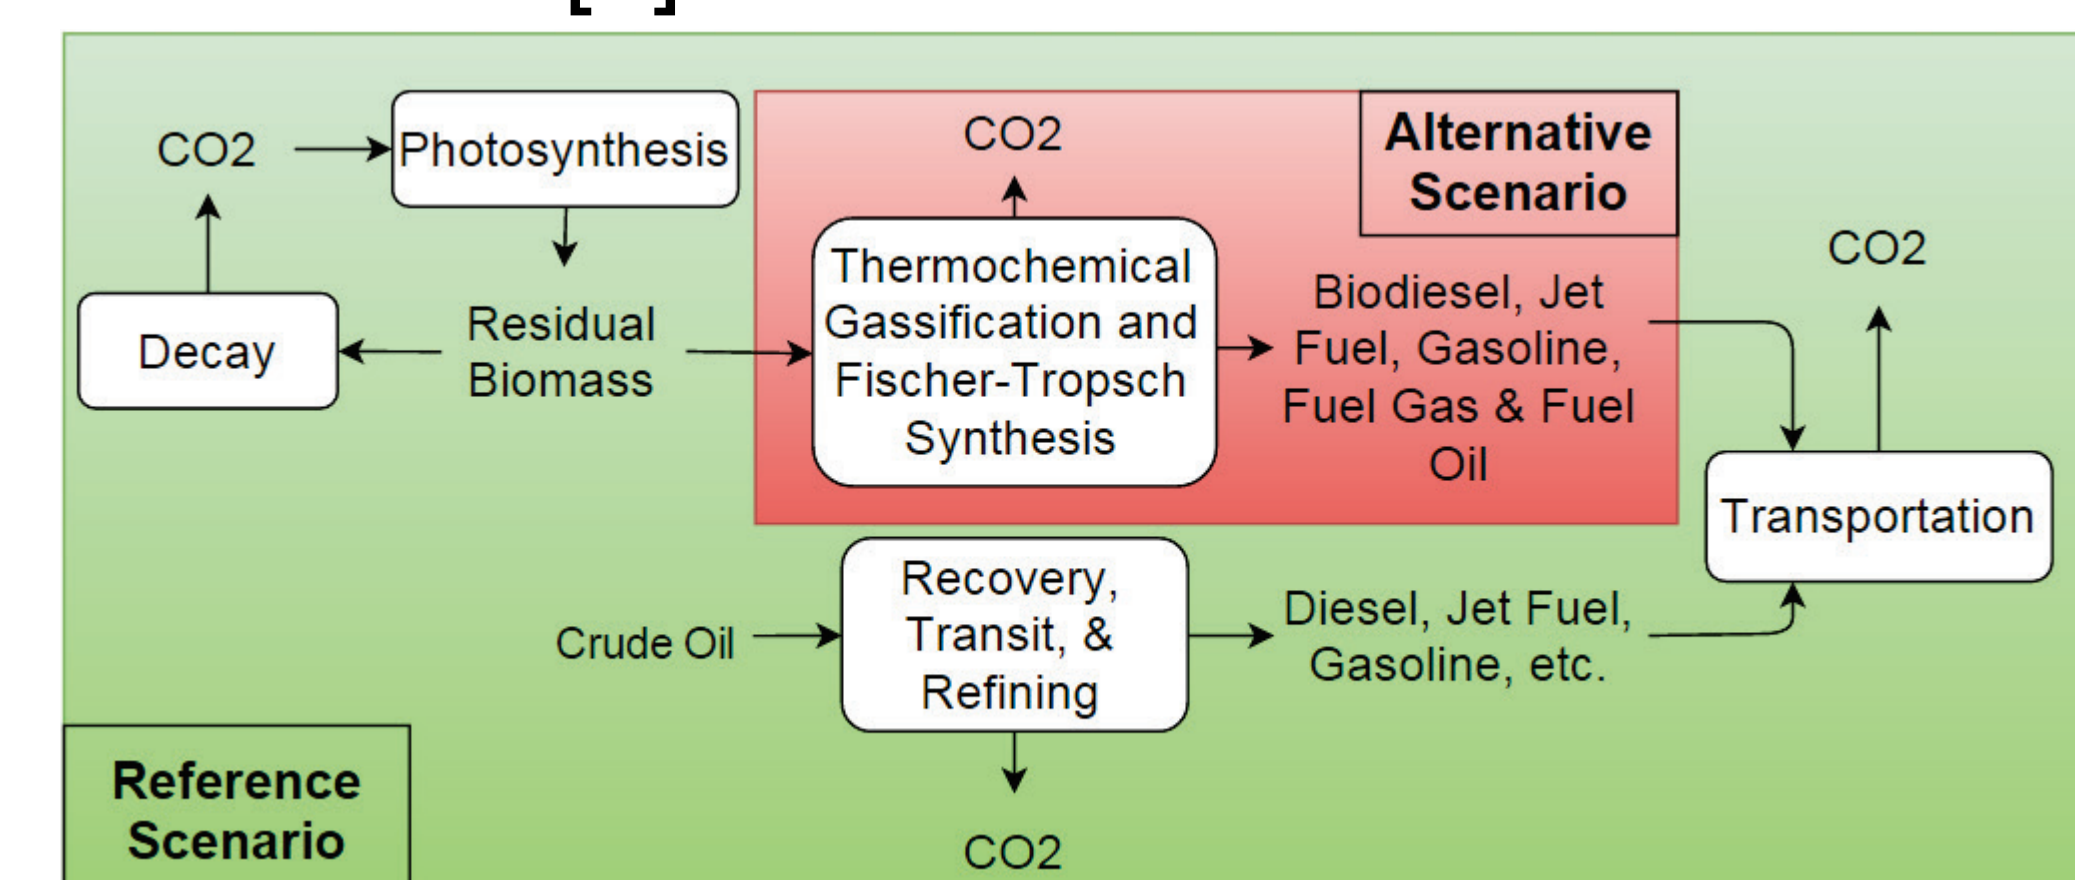 [ ]
CO2
Photosynthesis
Decay
Residual
Biomass
CO2
Alternative
Scenario
Thermochemical
Gassification and
Fischer-Tropsch
Synthesis
Biodiesel, Jet
Fuel, Gasoline,
Fuel Gas & Fuel
Oil
CO2
Transportation
Crude Oil
Recovery,
Transit, &
Refining
Diesel, Jet Fuel,
Gasoline, etc.
CO2
Reference
Scenario